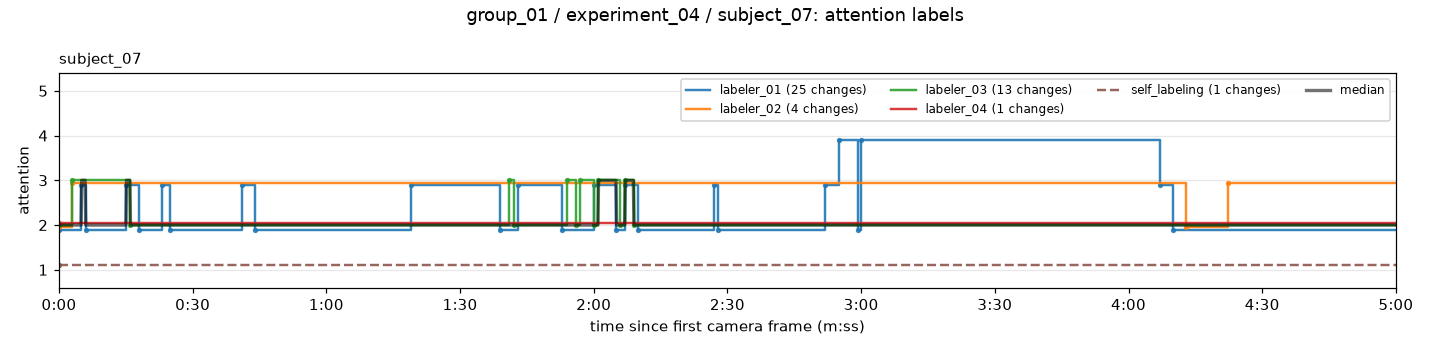 group_01 / experiment_04 / subject_07: attention labels
subject_07
labeler_01 (25 changes)
labeler_02 (4 changes)
labeler_03 (13 changes)
labeler_04 (1 changes)
self_labeling (1 changes)
median
attention
5
4
3
2
1
0:00 0:30 1:00 1:30 2:00 2:30 3:00 3:30 4:00 4:30 5:00
time since first camera frame (m:ss)